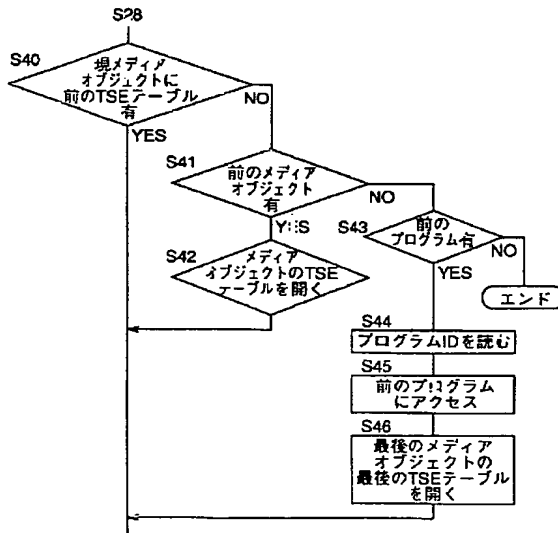 S28
S40
現メディア
オブジェクトに
前のTSEテーブル
有
NO
YES
S41
前のメディア
オブジェクト
有
NO
YES
S42
メディア
オブジェクトのTSE
テーブルを開く
S43
前の
プログラム有
NO
YES
エンド
S44
プログラムIDを読む
S45
前のプログラム
にアクセス
S46
最後のメディア
オブジェクトの
最後のTSEテーブル
を開く